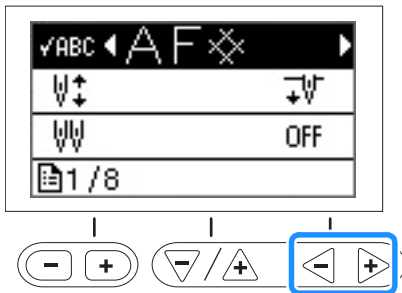 ✓ABC A F
OFF
1/8
- +
- / +
- +